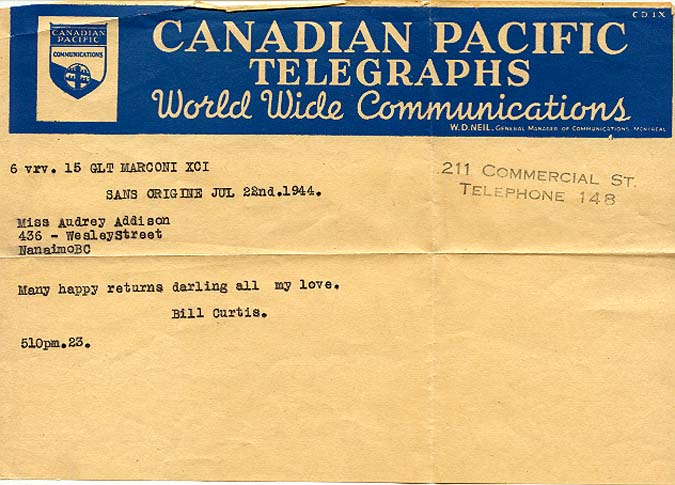 CD 1X
CANADIAN PACIFIC
COMMUNICATIONS
CANADIAN PACIFIC
TELEGRAPHS
World Wide Communications
W.D.NEIL, GENERAL MANAGER OF COMMUNICATIONS, MONTREAL
6 vrv. 15 GLT MARCONI XCI
SANS ORIGINE JUL 22nd.1944.
211 COMMERCIAL ST.
TELEPHONE 148
Miss Audrey Addison
436 - WesleyStreet
NanaimoBC
Many happy returns darling all my love.
Bill Curtis.
510pm.23.